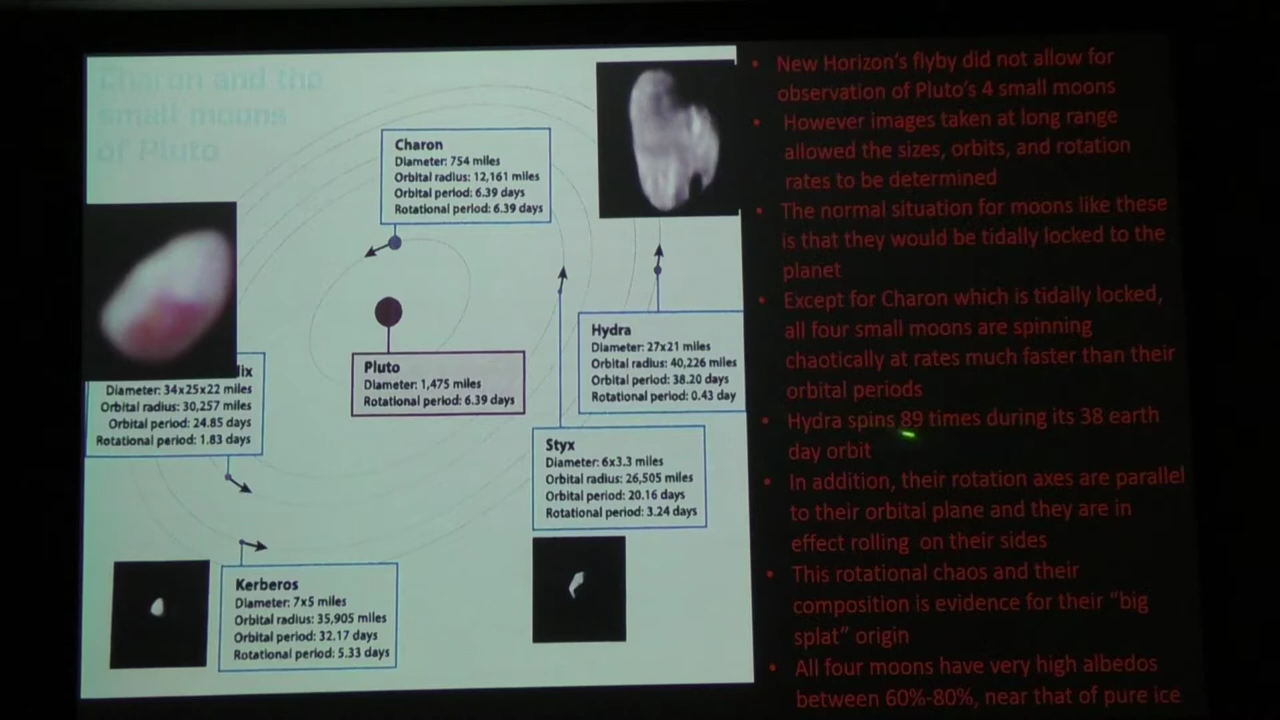 Charon and the
small moons
of Pluto
Charon
Diameter: 754 miles
Orbital radius: 12,161 miles
Orbital period: 6.39 days
Rotational period: 6.39 days
Pluto
Diameter: 1,475 miles
Rotational period: 6.39 days
Hydra
Diameter: 27x21 miles
Orbital radius: 40,226 miles
Orbital period: 38.20 days
Rotational period: 0.43 day
Diameter: 34x25x22 miles
Orbital radius: 30,257 miles
Orbital period: 24.85 days
Rotational period: 1.83 days
Styx
Diameter: 6x3.3 miles
Orbital radius: 26,505 miles
Orbital period: 20.16 days
Rotational period: 3.24 days
Kerberos
Diameter: 7x5 miles
Orbital radius: 35,905 miles
Orbital period: 32.17 days
Rotational period: 5.33 days
• New Horizon's flyby did not allow for
observation of Pluto's 4 small moons
• However images taken at long range
allowed the sizes, orbits, and rotation
rates to be determined
• The normal situation for moons like these
is that they would be tidally locked to the
planet
• Except for Charon which is tidally locked,
all four small moons are spinning
chaotically at rates much faster than their
orbital periods
• Hydra spins 89 times during its 38 earth
day orbit
• In addition, their rotation axes are parallel
to their orbital plane and they are in
effect rolling on their sides
• This rotational chaos and their
composition is evidence for their "big
splat" origin
• All four moons have very high albedos
between 60%-80%, near that of pure ice